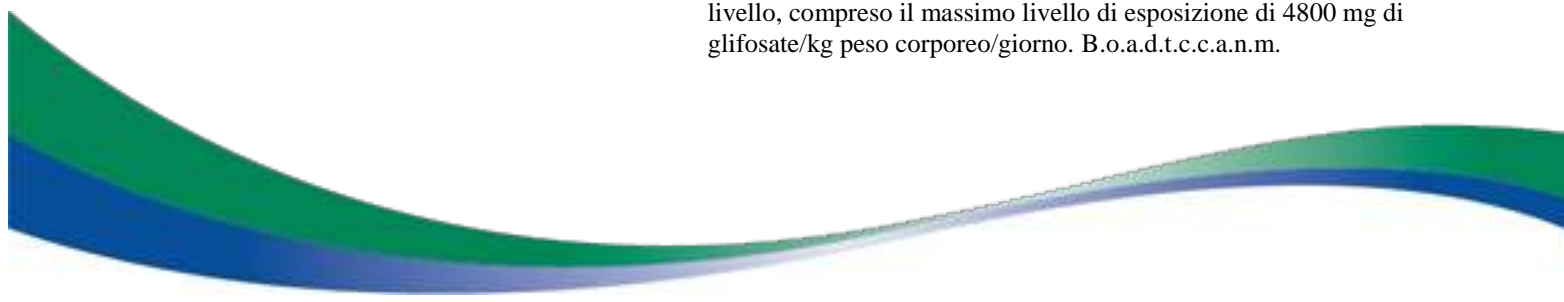 livello, compreso il massimo livello di esposizione di 4800 mg di
glifosate/kg peso corporeo/giorno. B.o.a.d.t.c.c.a.n.m.